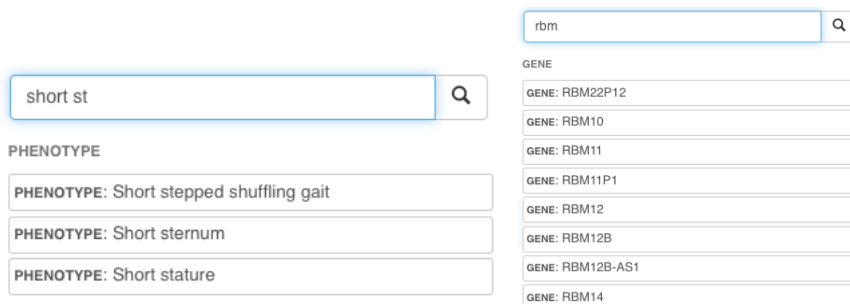 short st
PHENOTYPE
PHENOTYPE: Short stepped shuffling gait
PHENOTYPE: Short sternum
PHENOTYPE: Short stature
rbm
GENE
GENE: RBM22P12
GENE: RBM10
GENE: RBM11
GENE: RBM11P1
GENE: RBM12
GENE: RBM12B
GENE: RBM12B-AS1
GENE: RBM14